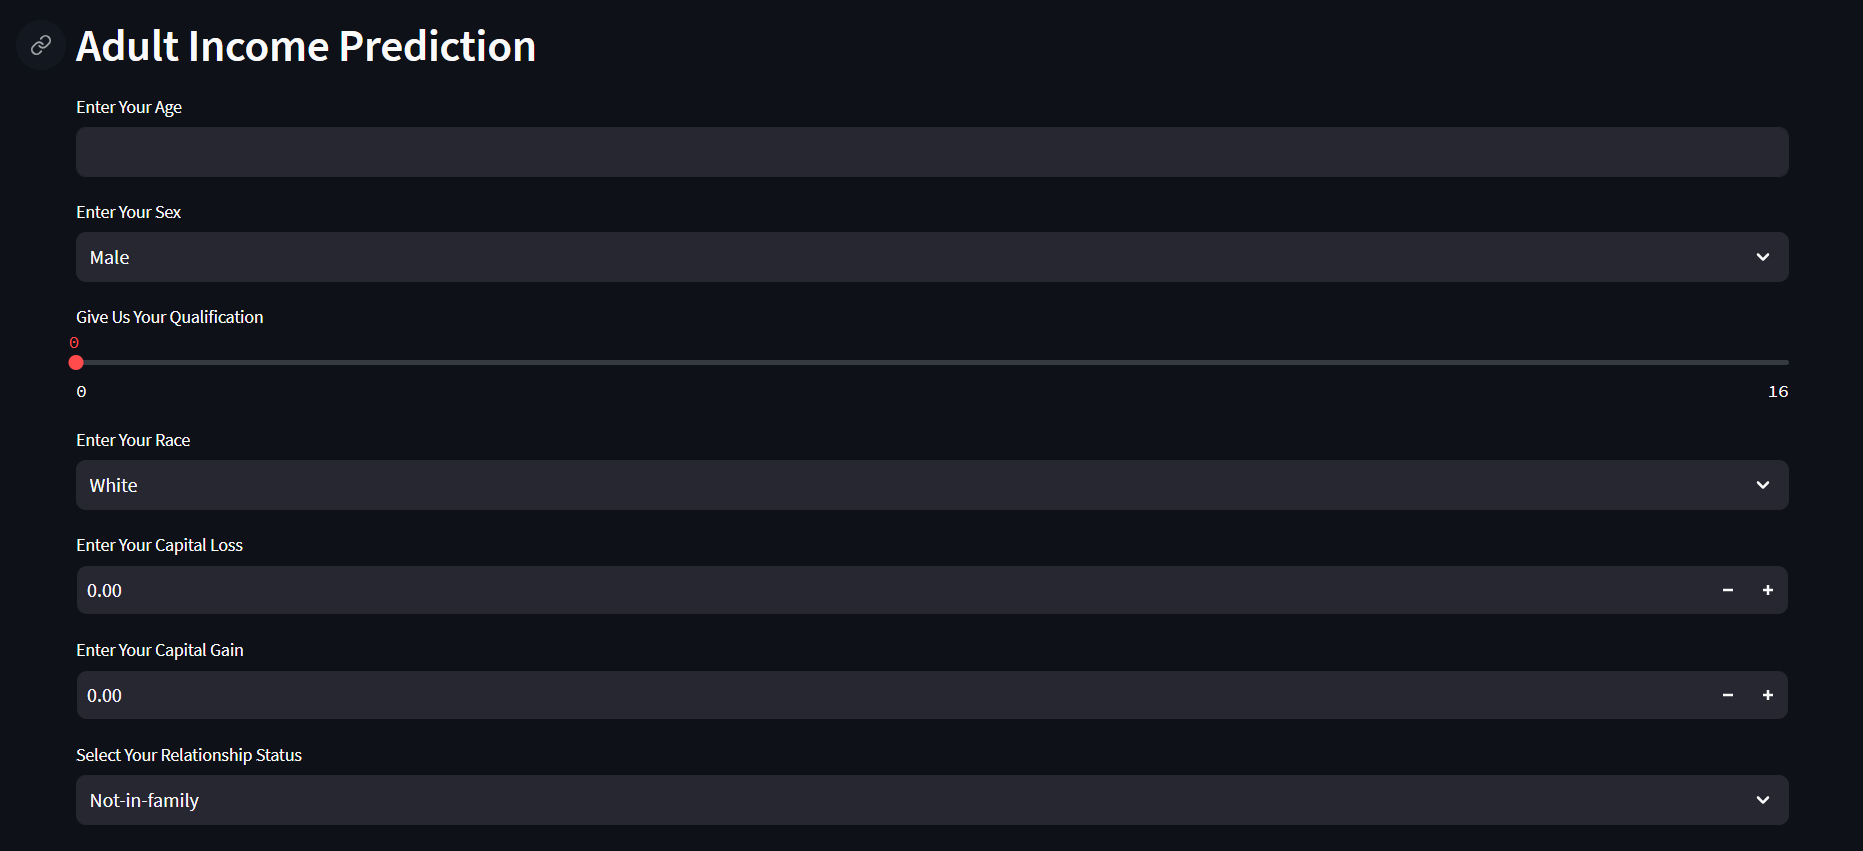 Adult Income Prediction
Enter Your Age
Enter Your Sex
Male
Give Us Your Qualification
0
0 16
Enter Your Race
White
Enter Your Capital Loss
0.00
Enter Your Capital Gain
0.00
Select Your Relationship Status
Not-in-family